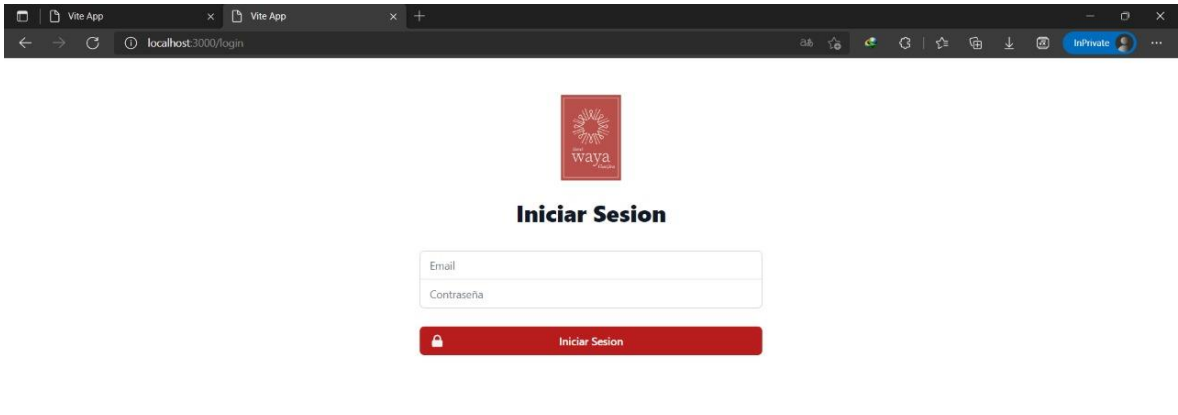 Vite App
Vite App
localhost:3000/login
InPrivate
waya
Iniciar Sesion
Email
Contraseña
Iniciar Sesion